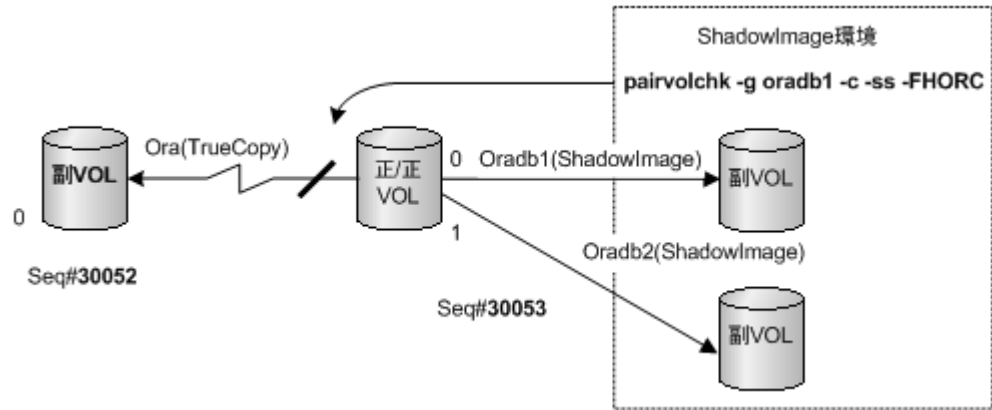 ShadowImage環境
pairvolchk -g oradb1 -c -ss -FHORC
Ora(TrueCopy)
副VOL
0
正/正
VOL
0
1
Oradb1(ShadowImage)
副VOL
Oradb2(ShadowImage)
Seq#30052
Seq#30053
副VOL